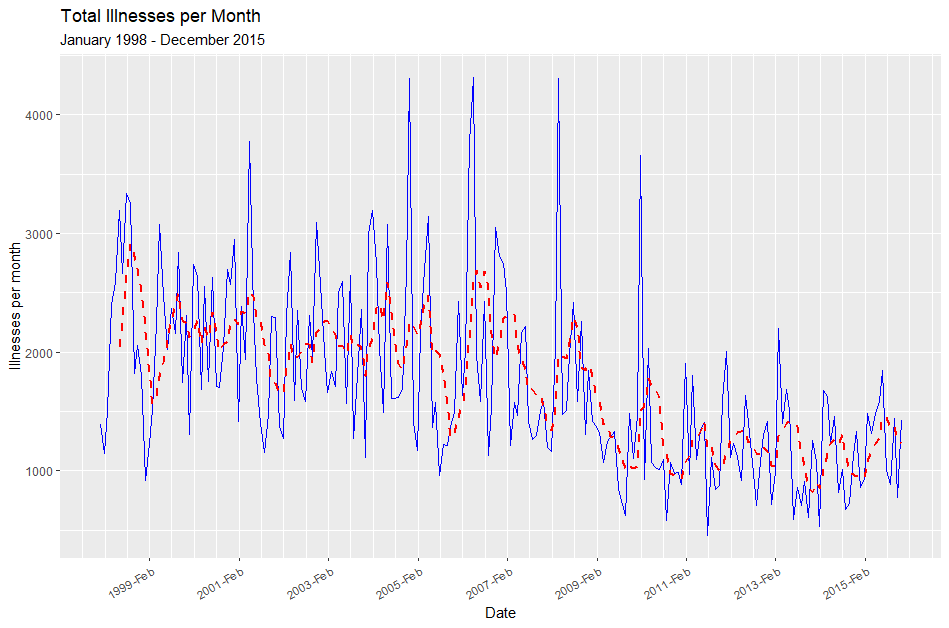 Total Illnesses per Month
January 1998 - December 2015
Illnesses per month
4000
3000
2000
1000
1999-Feb
2001-Feb
2003-Feb
2005-Feb
2007-Feb
2009-Feb
2011-Feb
2013-Feb
2015-Feb
Date